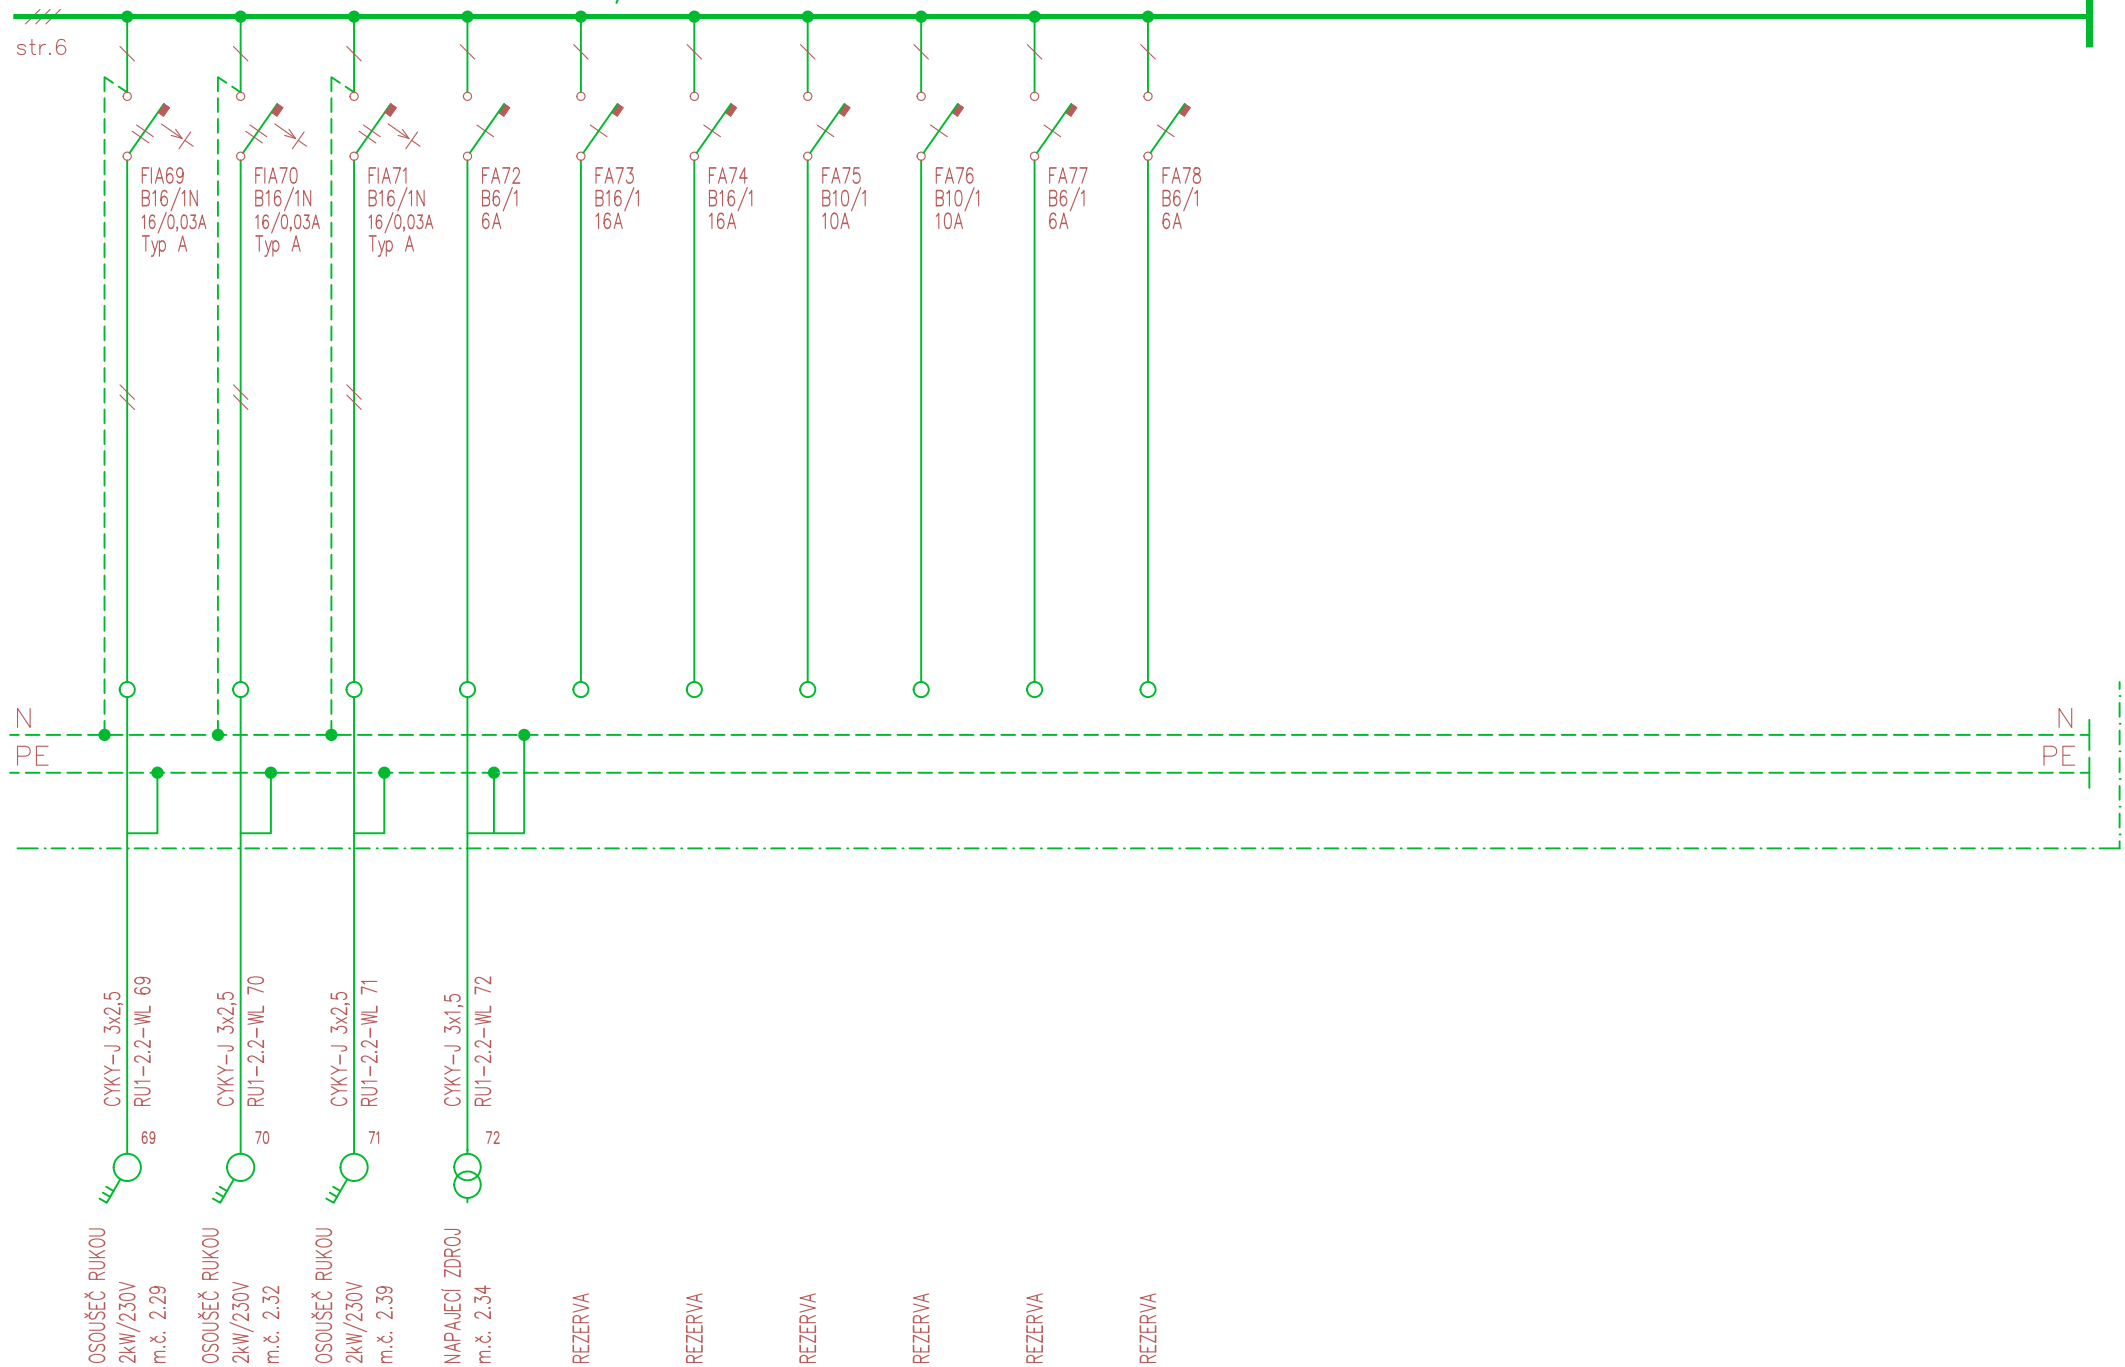 str.6
FIA69
B16/1N
16/0,03A
Typ A
FIA70
B16/1N
16/0,03A
Typ A
FIA71
B16/1N
16/0,03A
Typ A
FA72
B6/1
6A
FA73
B16/1
16A
FA74
B16/1
16A
FA75
B10/1
10A
FA76
B10/1
10A
FA77
B6/1
6A
FA78
B6/1
6A
N
N
PE
PE
CYKY-J 3x2,5
RU1-2.2-WL 69
CYKY-J 3x2,5
RU1-2.2-WL 70
CYKY-J 3x2,5
RU1-2.2-WL 71
CYKY-J 3x1,5
RU1-2.2-WL 72
69
70
71
72
OSOUŠEČ RUKOU
2kW/230V
m.č. 2.29
OSOUŠEČ RUKOU
2kW/230V
m.č. 2.32
OSOUŠEČ RUKOU
2kW/230V
m.č. 2.39
NAPAJECÍ ZDROJ
m.č. 2.34
REZERVA
REZERVA
REZERVA
REZERVA
REZERVA
REZERVA